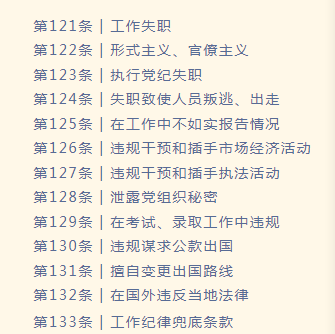 第121条 | 工作失职
第122条 | 形式主义、官僚主义
第123条 | 执行党纪失职
第124条 | 失职致使人员叛逃、出走
第125条 | 在工作中不如实报告情况
第126条 | 违规干预和插手市场经济活动
第127条 | 违规干预和插手执法活动
第128条 | 泄露党组织秘密
第129条 | 在考试、录取工作中违规
第130条 | 违规谋求公款出国
第131条 | 擅自变更出国路线
第132条 | 在国外违反当地法律
第133条 | 工作纪律兜底条款